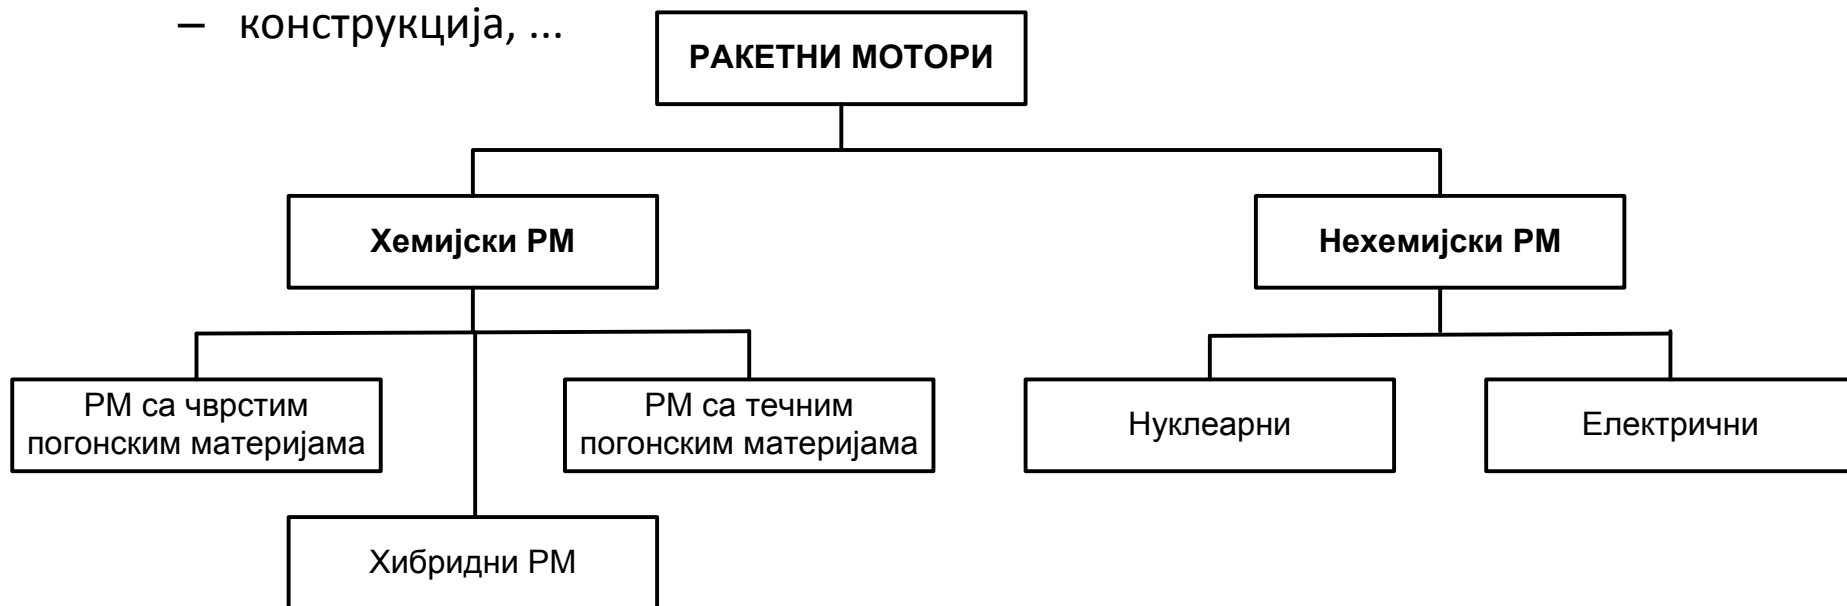 – конструкција, ...
РАКЕТНИ МОТОРИ
Хемијски РМ
Нехемијски РМ
РМ са чврстим
погонским материјама
РМ са течним
погонским материјама
Нуклеарни
Електрични
Хибридни РМ